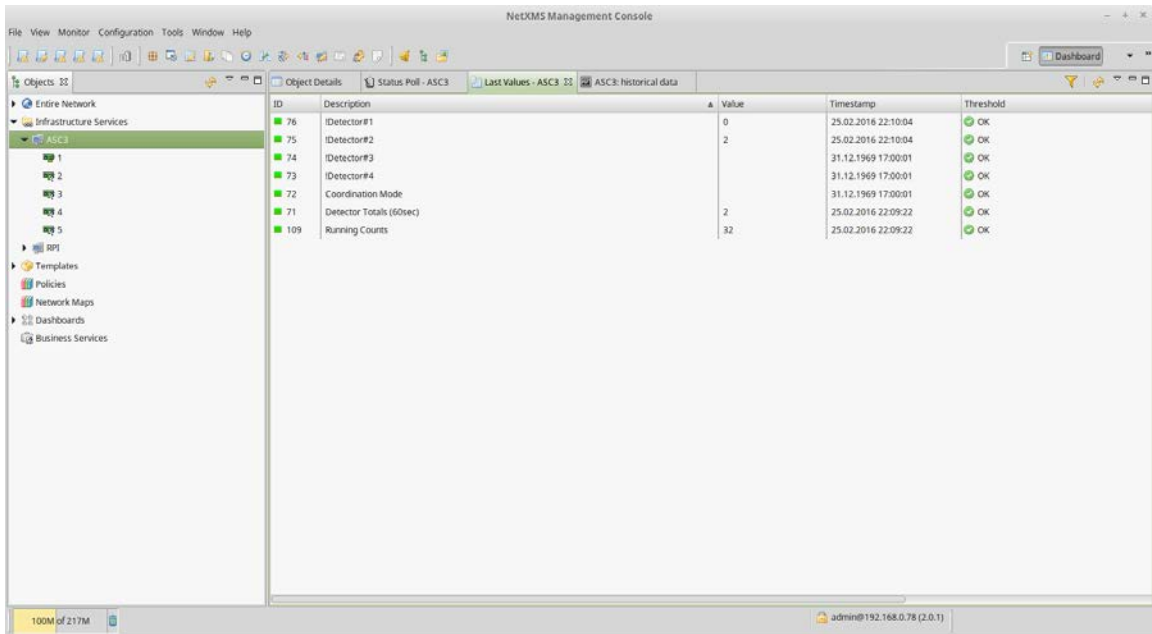 NetXMS Management Console
File View Monitor Configuration Tools Window Help
Dashboard
Objects
Object Details Status Poll - ASC3 Last Values - ASC3 ASC3: historical data
Entire Network
Infrastructure Services
ASC3
1
2
3
4
5
RPI
Templates
Policies
Network Maps
Dashboards
Business Services
ID Description Value Timestamp Threshold
76 !Detector#1 0 25.02.2016 22:10:04 OK
75 !Detector#2 2 25.02.2016 22:10:04 OK
74 !Detector#3 31.12.1969 17:00:01 OK
73 !Detector#4 31.12.1969 17:00:01 OK
72 Coordination Mode 31.12.1969 17:00:01 OK
71 Detector Totals (60sec) 2 25.02.2016 22:09:22 OK
109 Running Counts 32 25.02.2016 22:09:22 OK
100M of 217M
admin@192.168.0.78 (2.0.1)